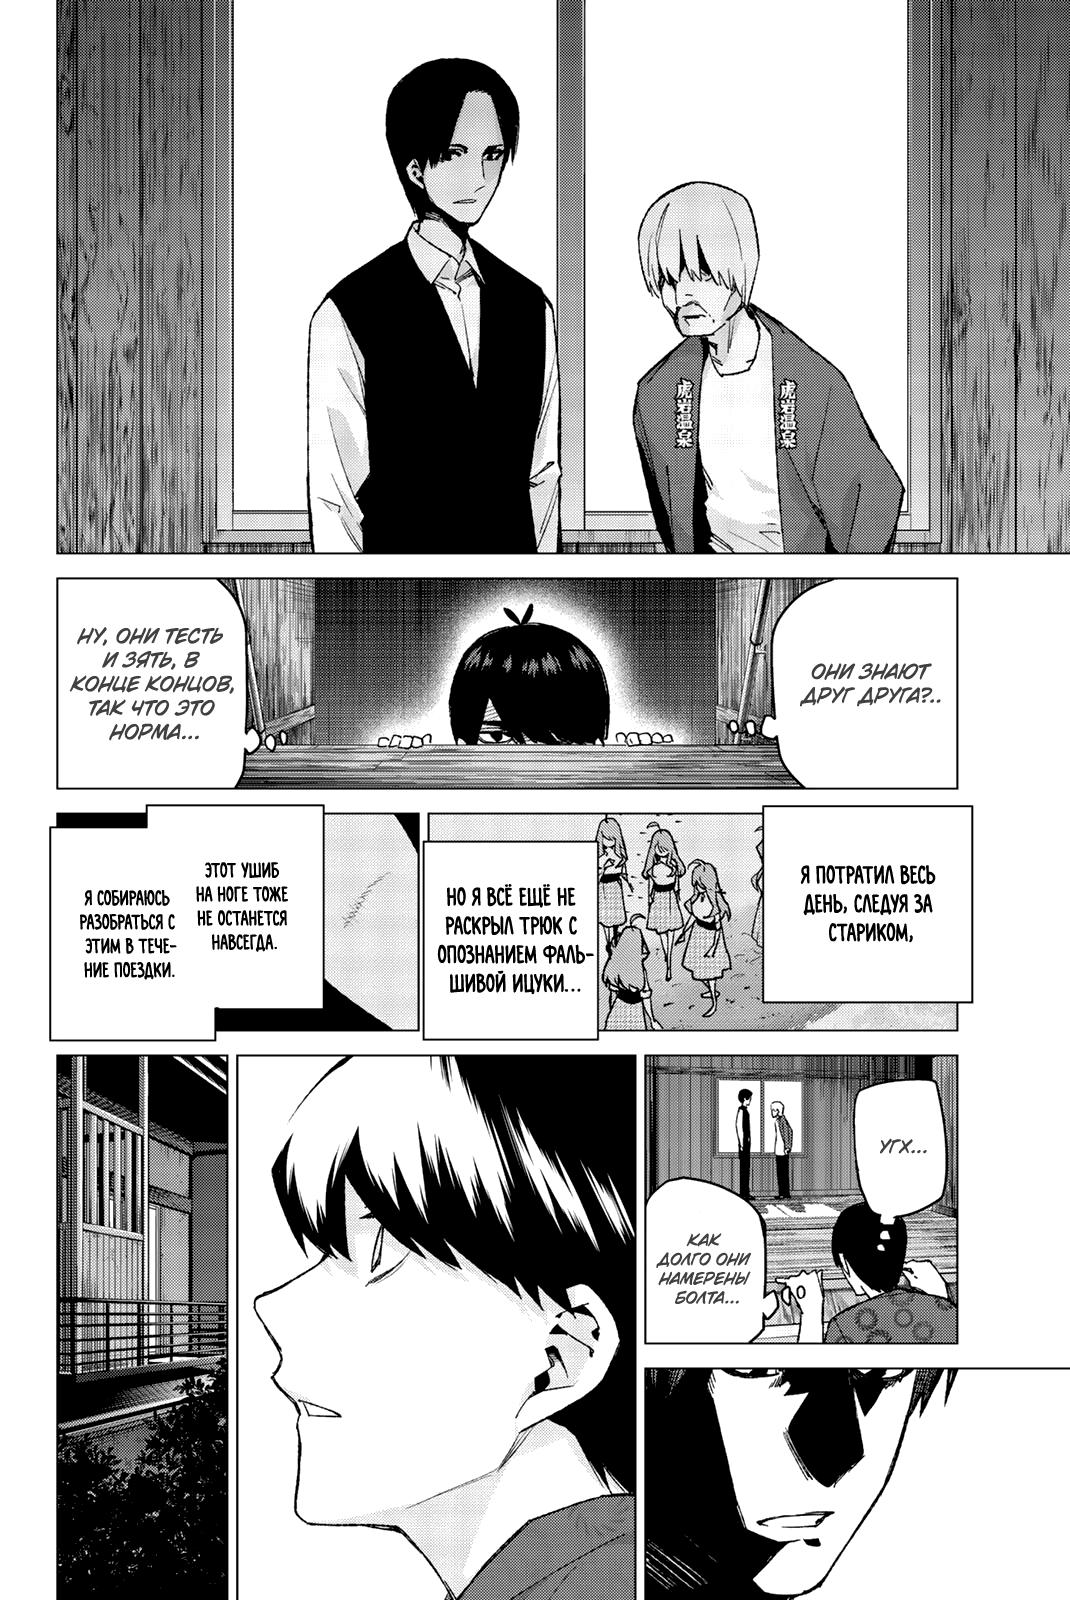 虎岩温泉
虎岩温泉
ОНИ ЗНАЮТ
ДРУГ ДРУГА?..
НУ, ОНИ ТЕСТЬ
И ЗЯТЬ, В
КОНЦЕ КОНЦОВ,
ТАК ЧТО ЭТО
НОРМА...
Я ПОТРАТИЛ ВЕСЬ
ДЕНЬ, СЛЕДУЯ ЗА
СТАРИКОМ,
НО Я ВСЁ ЕЩЁ НЕ
РАСКРЫЛ ТРЮК С
ОПОЗНАНИЕМ ФАЛЬ-
ШИВОЙ ИЦУКИ...
ЭТОТ УШИБ
НА НОГЕ ТОЖЕ
НЕ ОСТАНЕТСЯ
НАВСЕГДА.
Я СОБИРАЮСЬ
РАЗОБРАТЬСЯ С
ЭТИМ В ТЕЧЕ-
НИЕ ПОЕЗДКИ.
УГХ...
КАК
ДОЛГО ОНИ
НАМЕРЕНЫ
БОЛТА...